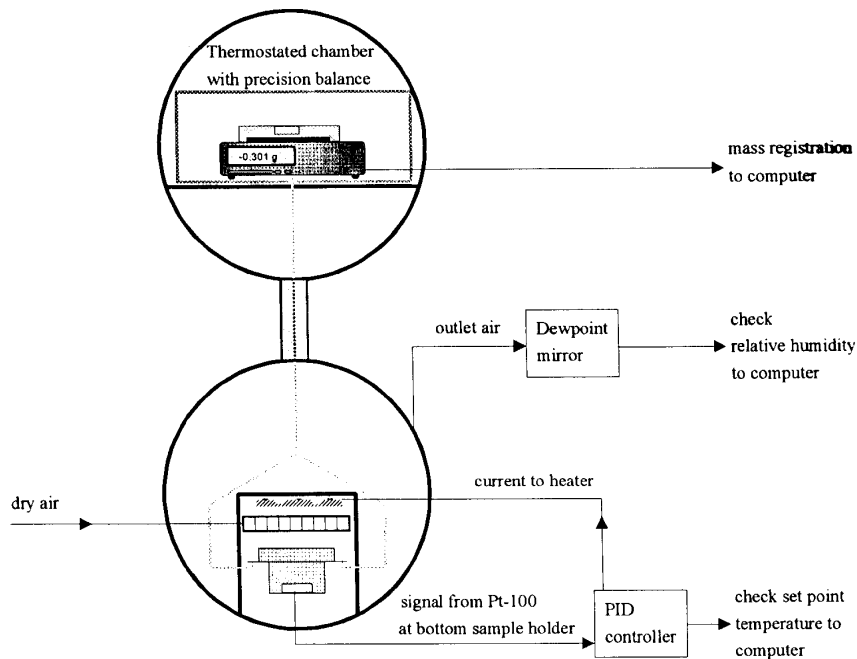 Thermostated chamber
with precision balance
-0.301 g
mass registration
to computer
outlet air
Dewpoint
mirror
check
relative humidity
to computer
current to heater
dry air
signal from Pt-100
at bottom sample holder
PID
controller
check set point
temperature to
computer